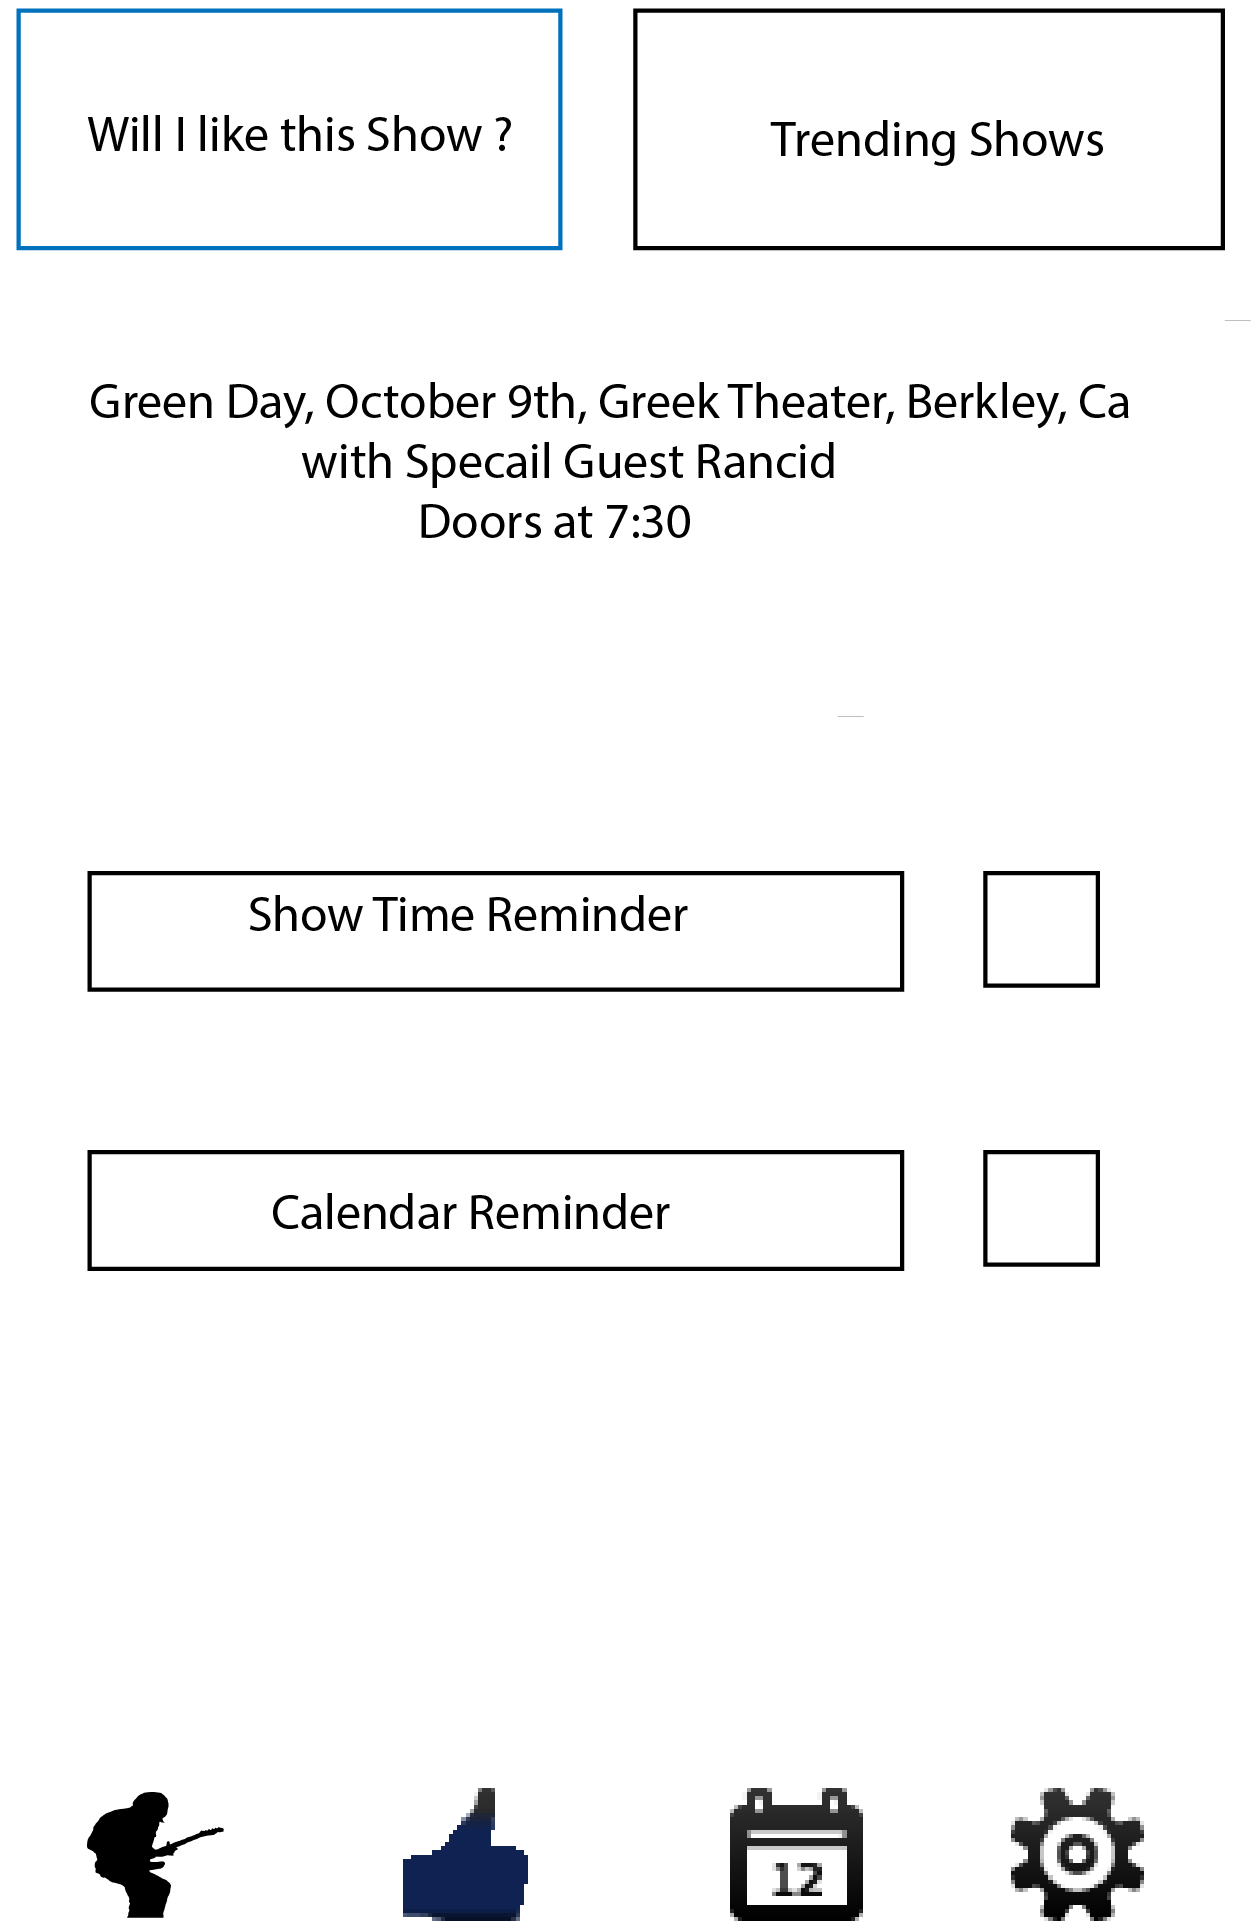 Will I like this Show ?
Trending Shows
Green Day, October 9th, Greek Theater, Berkley, Ca
with Specail Guest Rancid
Doors at 7:30
Show Time Reminder
Calendar Reminder
12